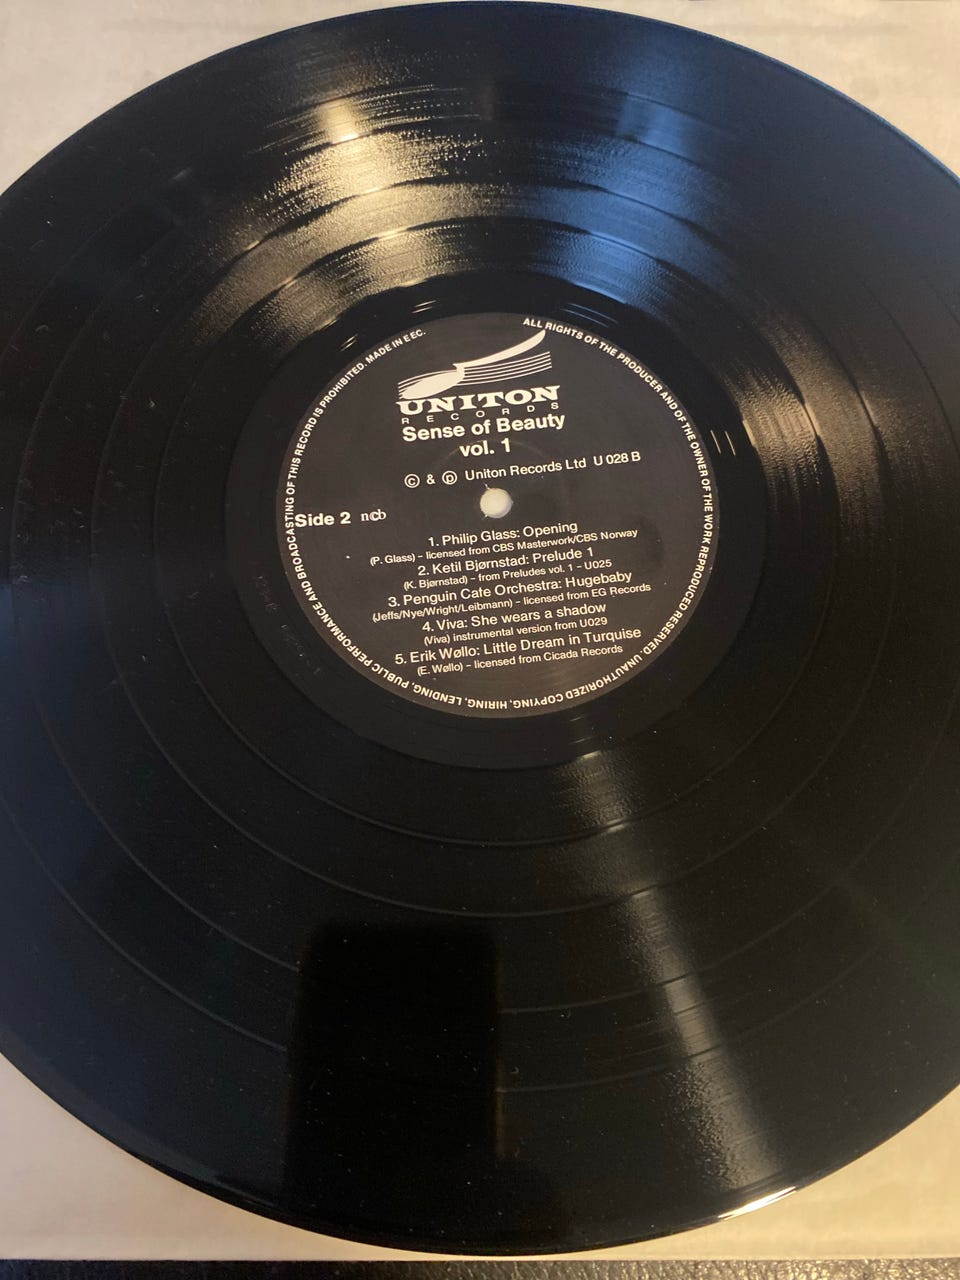 ALL RIGHTS OF THE PRODUCER AND OF THE OWNER OF THE WORK REPRODUCED RESERVED. UNAUTHORIZED COPYING, HIRING, LENDING, PUBLIC PERFORMANCE AND BROADCASTING OF THIS RECORD IS PROHIBITED. MADE IN EEC.
UNITON
RECORDS
Sense of Beauty
vol. 1
© & ℗ Uniton Records Ltd U 028 B
Side 2 ncb
1. Philip Glass: Opening
(P. Glass) – licensed from CBS Masterwork/CBS Norway
2. Ketil Bjørnstad: Prelude 1
(K. Bjørnstad) – from Preludes vol. 1 – U025
3. Penguin Cafe Orchestra: Hugebaby
(Jeffs/Nye/Wright/Leibmann) – licensed from EG Records
4. Viva: She wears a shadow
(Viva) instrumental version from U029
5. Erik Wøllo: Little Dream in Turquise
(E. Wøllo) – licensed from Cicada Records